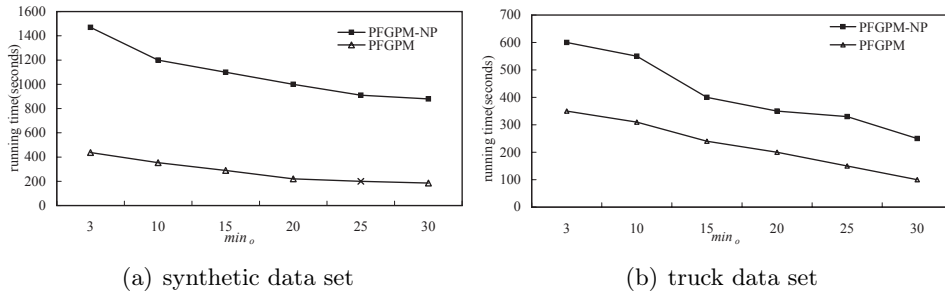 1600
1400
1200
1000
800
600
400
200
0
running time(seconds)
PFGPM-NP
PFGPM
3 10 15 20 25 30
min o
(a) synthetic data set
700
600
500
400
300
200
100
0
running time(seconds)
PFGPM-NP
PFGPM
3 10 15 20 25 30
min o
(b) truck data set